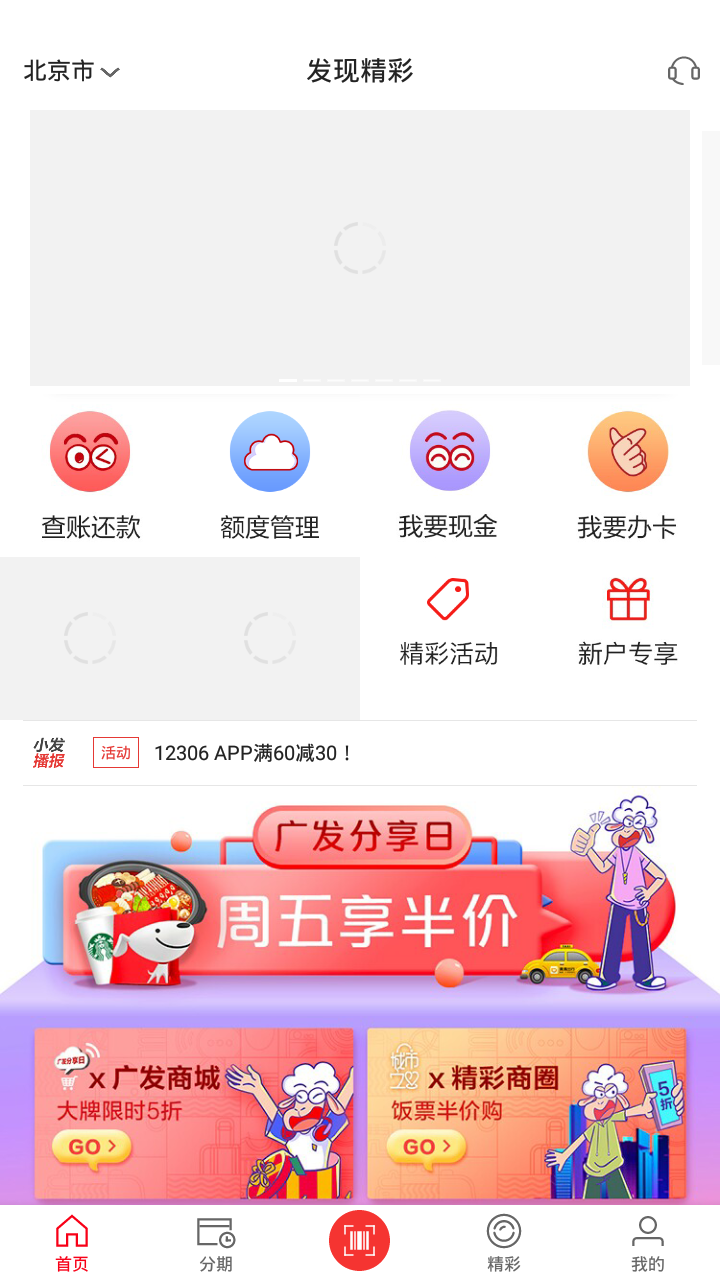 北京市
发现精彩
查账还款
额度管理
我要现金
我要办卡
精彩活动
新户专享
小发
播报
活动
12306 APP满60减30！
广发分享日
周五享半价
广发分享日
x 广发商城
大牌限时5折
GO >
城市
x 精彩商圈
饭票半价购
GO >
5折
首页
分期
精彩
我的